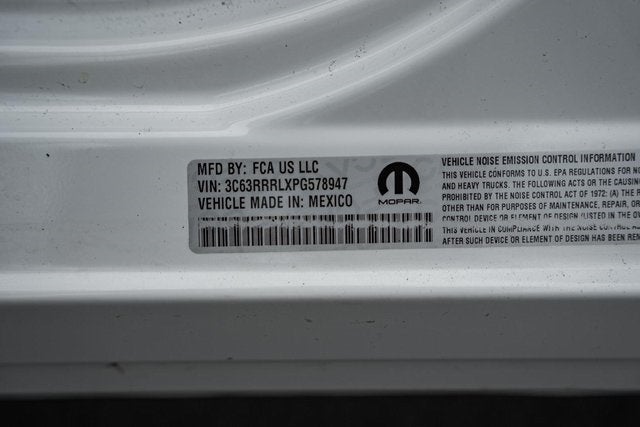 MFD BY: FCA US LLC
VIN: 3C63RRRLXPG578947
VEHICLE MADE IN: MEXICO
MOPAR
VEHICLE NOISE EMISSION CONTROL INFORMATION
THIS VEHICLE CONFORMS TO U.S. EPA REGULATIONS FOR
AND HEAVY TRUCKS. THE FOLLOWING ACTS OR THE
PROHIBITED BY THE NOISE CONTROL ACT OF 1972: (A) THE
OTHER THAN FOR PURPOSES OF MAINTENANCE, REPAIR, OR
CONTROL DEVICE OR ELEMENT OF DESIGN (LISTED IN THE
THIS VEHICLE IN COMPLIANCE WITH THE NOISE CONTROL
AFTER SUCH DEVICE OR ELEMENT OF DESIGN HAS BEEN